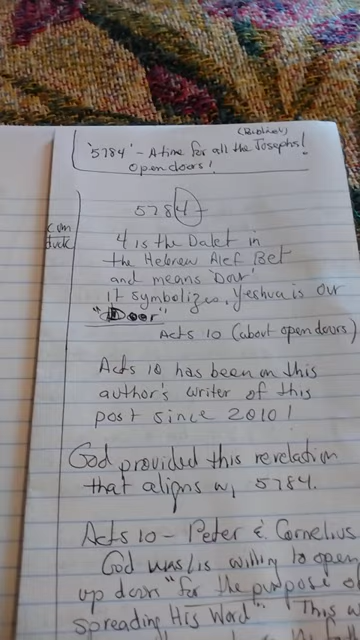 (Biblical)
'5784' - A time for all the Josephs!
Open doors!
5784
4 is the Dalet in
the Hebrew Alef Bet
and means 'Door'
it symbolizes, Yeshua is our
"Door"
Acts 10 (about open doors)
Acts 10 has been on this
author's writer of this
post since 2010!
God provided this revelation
that aligns w/ 5784.
Acts 10 - Peter & Cornelius
God was/is willing to open
up doors "for the purpose of
spreading His Word" This